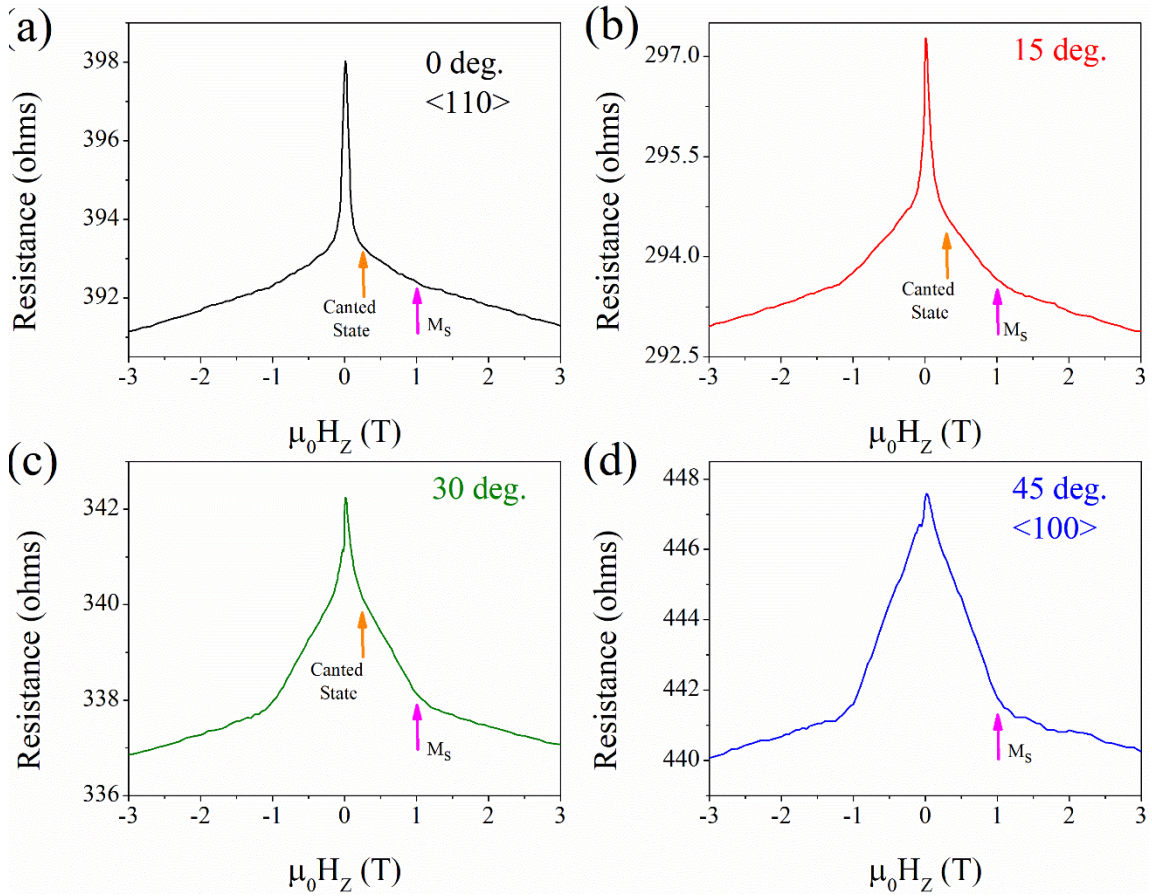 (a)
0 deg.
<110>
398
396
394
392
Resistance (ohms)
Canted
State
M_S
-3 -2 -1 0 1 2 3
μ₀H_Z (T)
(b)
15 deg.
297.0
295.5
294.0
292.5
Resistance (ohms)
Canted
State
M_S
-3 -2 -1 0 1 2 3
μ₀H_Z (T)
(c)
30 deg.
342
340
338
336
Resistance (ohms)
Canted
State
M_S
-3 -2 -1 0 1 2 3
μ₀H_Z (T)
(d)
45 deg.
<100>
448
446
444
442
440
Resistance (ohms)
M_S
-3 -2 -1 0 1 2 3
μ₀H_Z (T)